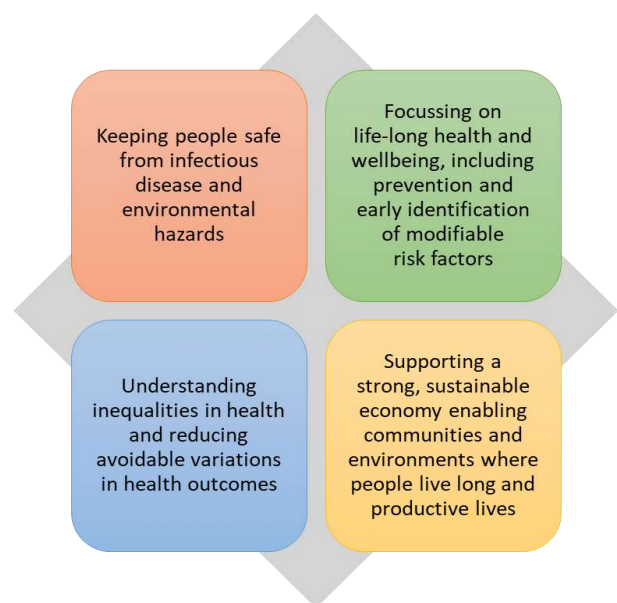 Keeping people safe
from infectious
disease and
environmental
hazards
Focussing on
life-long health and
wellbeing, including
prevention and
early identification
of modifiable
risk factors
Understanding
inequalities in health
and reducing
avoidable variations
in health outcomes
Supporting a
strong, sustainable
economy enabling
communities and
environments where
people live long and
productive lives